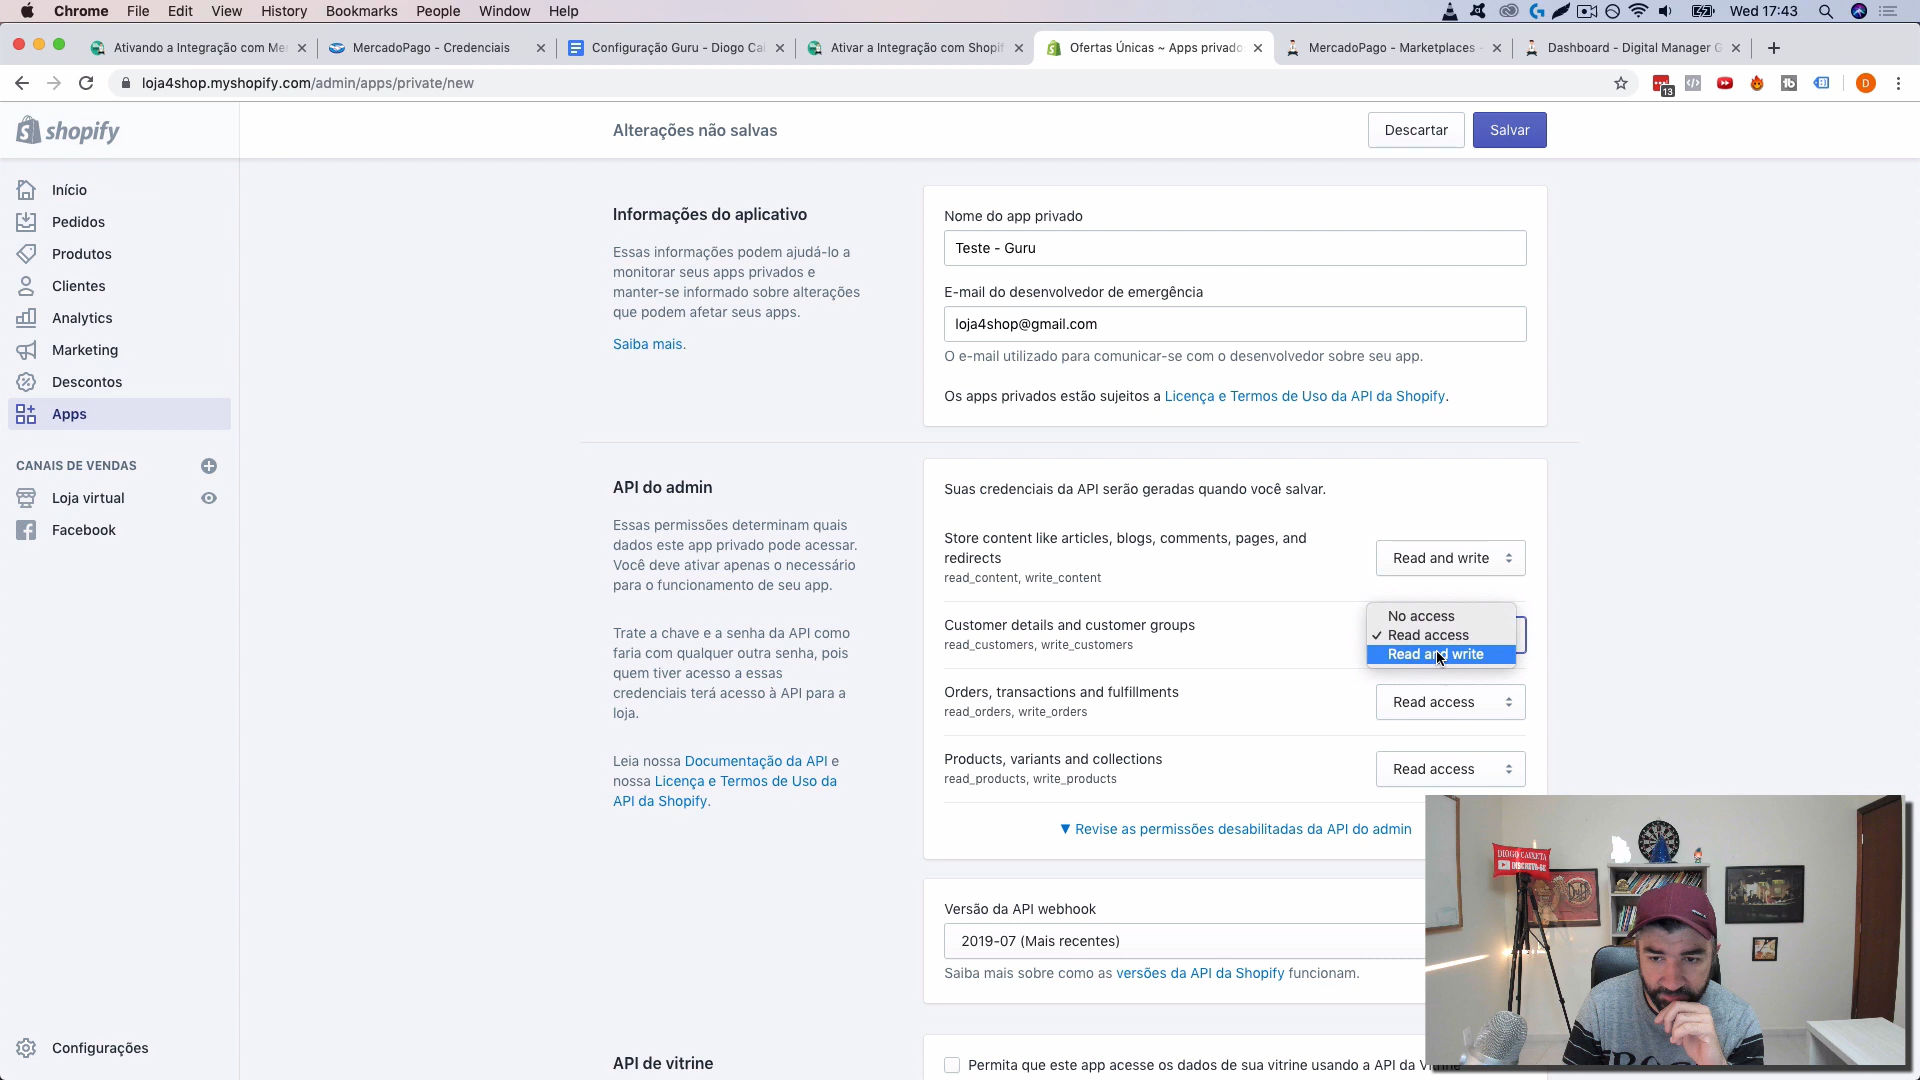 Chrome File Edit View History Bookmarks People Window Help
Wed 17:43
Ativando a Integração com Me
MercadoPago - Credenciais
Configuração Guru - Diogo Cai
Ativar a Integração com Shopif
Ofertas Únicas ~ Apps privado
MercadoPago - Marketplaces -
Dashboard - Digital Manager G
loja4shop.myshopify.com/admin/apps/private/new
13
D
shopify
Alterações não salvas
Descartar
Salvar
Início
Pedidos
Produtos
Clientes
Analytics
Marketing
Descontos
Apps
CANAIS DE VENDAS
Loja virtual
Facebook
Configurações
Informações do aplicativo
Essas informações podem ajudá-lo a
monitorar seus apps privados e
manter-se informado sobre alterações
que podem afetar seus apps.
Saiba mais.
Nome do app privado
Teste - Guru
E-mail do desenvolvedor de emergência
loja4shop@gmail.com
O e-mail utilizado para comunicar-se com o desenvolvedor sobre seu app.
Os apps privados estão sujeitos a Licença e Termos de Uso da API da Shopify.
API do admin
Essas permissões determinam quais
dados este app privado pode acessar.
Você deve ativar apenas o necessário
para o funcionamento de seu app.
Trate a chave e a senha da API como
faria com qualquer outra senha, pois
quem tiver acesso a essas
credenciais terá acesso à API para a
loja.
Leia nossa Documentação da API e
nossa Licença e Termos de Uso da
API da Shopify.
Suas credenciais da API serão geradas quando você salvar.
Store content like articles, blogs, comments, pages, and
redirects
read_content, write_content
Read and write
Customer details and customer groups
read_customers, write_customers
No access
✓ Read access
Read and write
Orders, transactions and fulfillments
read_orders, write_orders
Read access
Products, variants and collections
read_products, write_products
Read access
▼ Revise as permissões desabilitadas da API do admin
Versão da API webhook
2019-07 (Mais recentes)
Saiba mais sobre como as versões da API da Shopify funcionam.
API de vitrine
Permita que este app acesse os dados de sua vitrine usando a API da
DIOGO CAIXETA
INSCREVA-SE